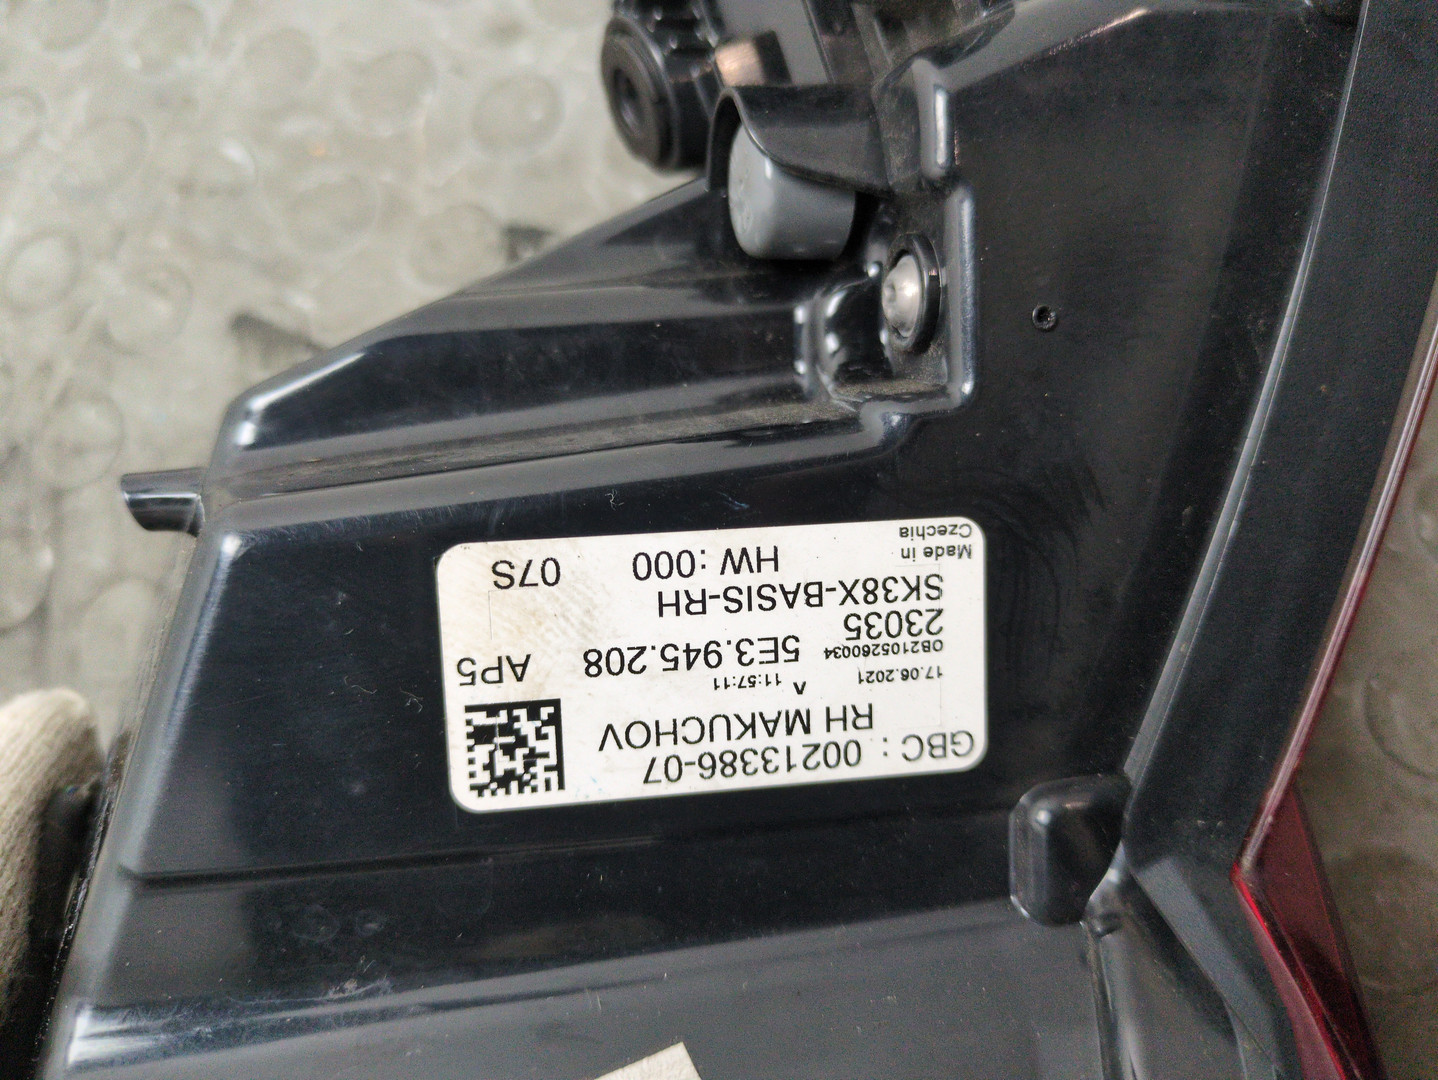 GBC : 00213386-07
RH MAKUCHOV
17.06.2021 ^ 11:57:11
0B2105260034 5E3.945.208 AP5
23035
SK38X-BASIS-RH
Made in Czechia
HW :000 07S